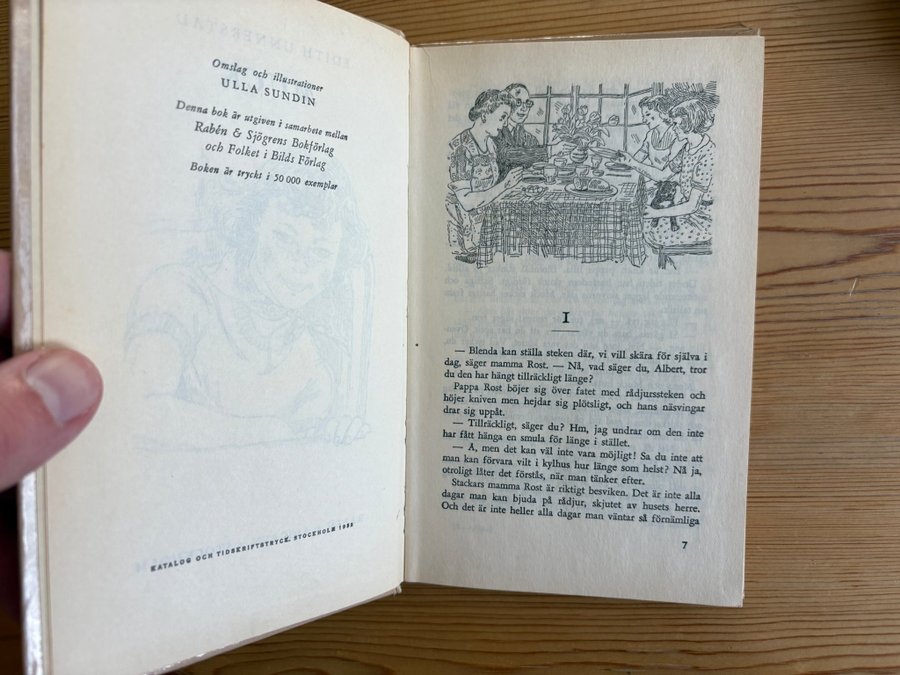 Omslag och illustrationer
ULLA SUNDIN
Denna bok är utgiven i samarbete mellan
Rabén & Sjögrens Bokförlag
och Folket i Bilds Förlag
Boken är tryckt i 50 000 exemplar
KATALOG OCH TIDSKRIFTSTRYCK, STOCKHOLM
I
— Blenda kan ställa steken där, vi vill skära för själva i
dag, säger mamma Rost. — Nå, vad säger du, Albert, tror
du den har hängt tillräckligt länge?
Pappa Rost böjer sig över fatet med rådjurssteken och
höjer kniven men hejdar sig plötsligt, och hans näsvingar
drar sig uppåt.
— Tillräckligt, säger du? Hm, jag undrar om den inte
har fått hänga en smula för länge i stället.
— Å, men det kan väl inte vara möjligt! Sa du inte att
man kan förvara vilt i kylhus hur länge som helst? Nå ja,
otroligt låter det förstås, när man tänker efter.
Stackars mamma Rost är riktigt besviken. Det är inte alla
dagar man kan bjuda på rådjur, skjutet av husets herre.
Och det är inte heller alla dagar man väntar så förnämliga
7